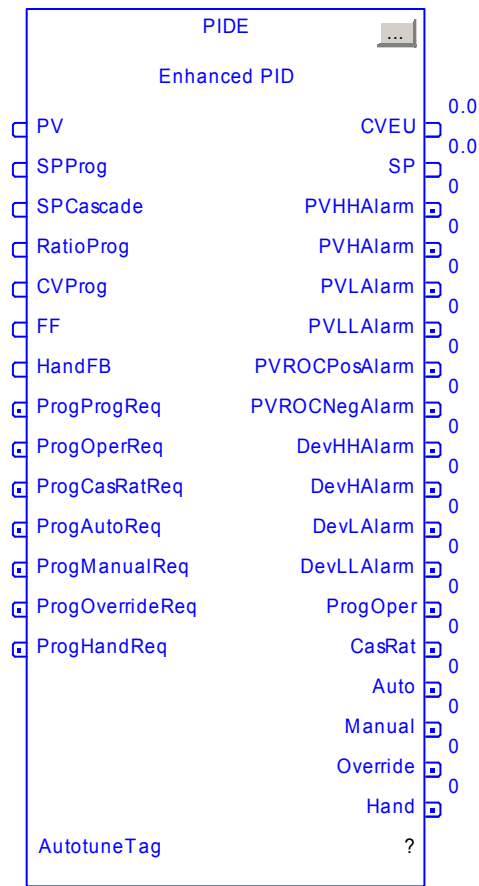 PIDE
...
Enhanced PID
0.0
PV CVEU
0.0
SPProg SP
0
SPCascade PVHHAlarm
0
RatioProg PVHAlarm
0
CVProg PVLAlarm
0
FF PVLLAlarm
0
HandFB PVROCPosAlarm
0
ProgProgReq PVROCNegAlarm
0
ProgOperReq DevHHAlarm
0
ProgCasRatReq DevHAlarm
0
ProgAutoReq DevLAlarm
0
ProgManualReq DevLLAlarm
0
ProgOverrideReq ProgOper
0
ProgHandReq CasRat
0
Auto
0
Manual
0
Override
0
Hand
AutotuneTag ?